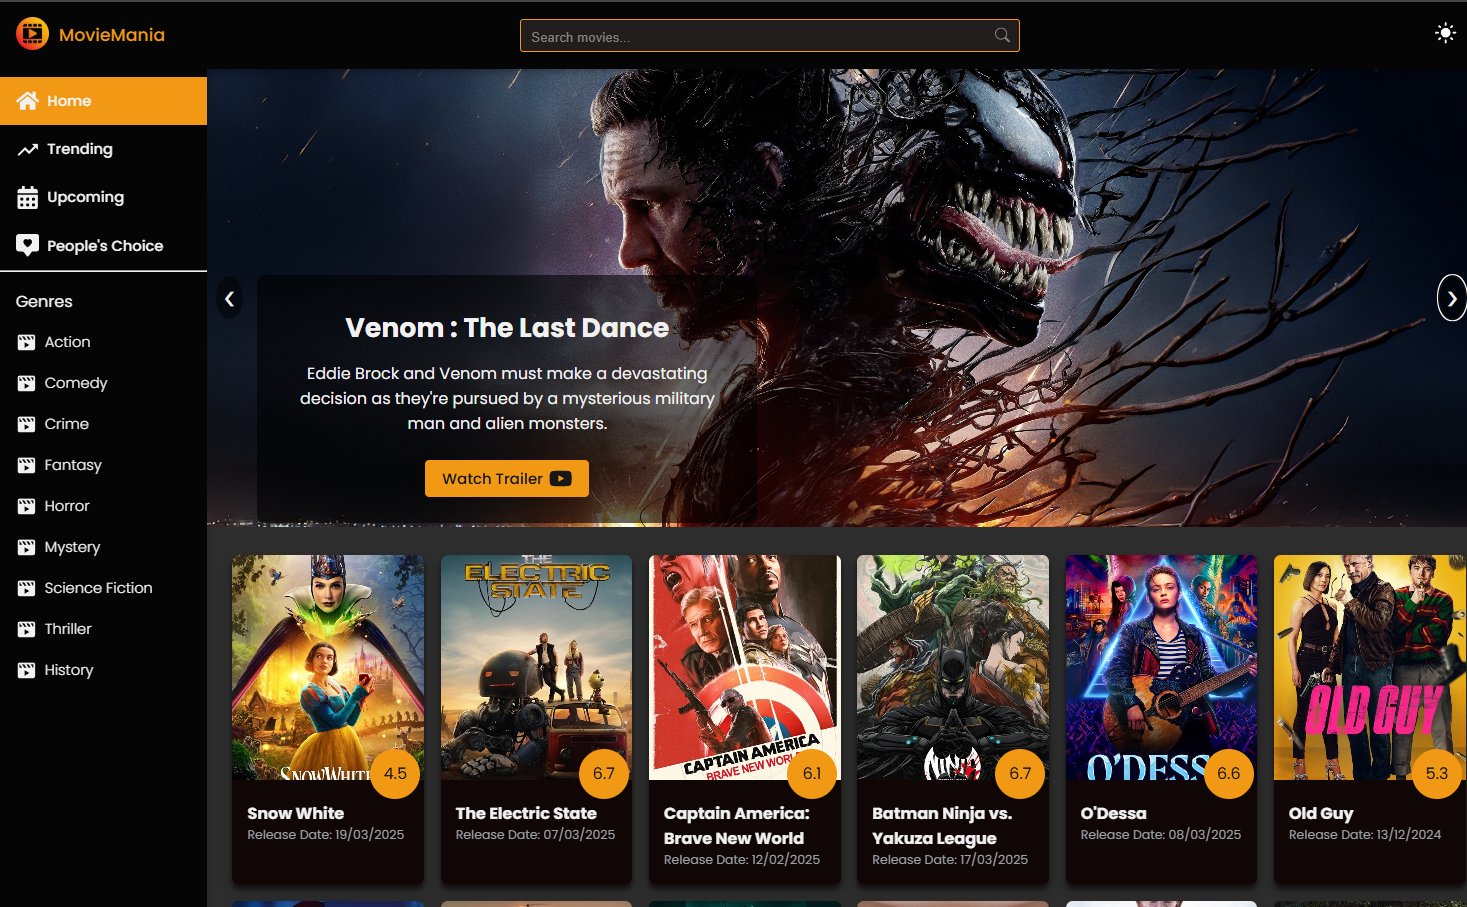 MovieMania
Search movies...
Home
Trending
Upcoming
People's Choice
Genres
Action
Comedy
Crime
Fantasy
Horror
Mystery
Science Fiction
Thriller
History
Venom : The Last Dance
Eddie Brock and Venom must make a devastating
decision as they're pursued by a mysterious military
man and alien monsters.
Watch Trailer
SNOW WHITE
4.5
Snow White
Release Date: 19/03/2025
THE
ELECTRIC
STATE
6.7
The Electric State
Release Date: 07/03/2025
CAPTAIN AMERICA
BRAVE NEW WORL
6.1
Captain America:
Brave New World
Release Date: 12/02/2025
NINJA
6.7
Batman Ninja vs.
Yakuza League
Release Date: 17/03/2025
O'DESS
6.6
O'Dessa
Release Date: 08/03/2025
OLD GUY
5.3
Old Guy
Release Date: 13/12/2024